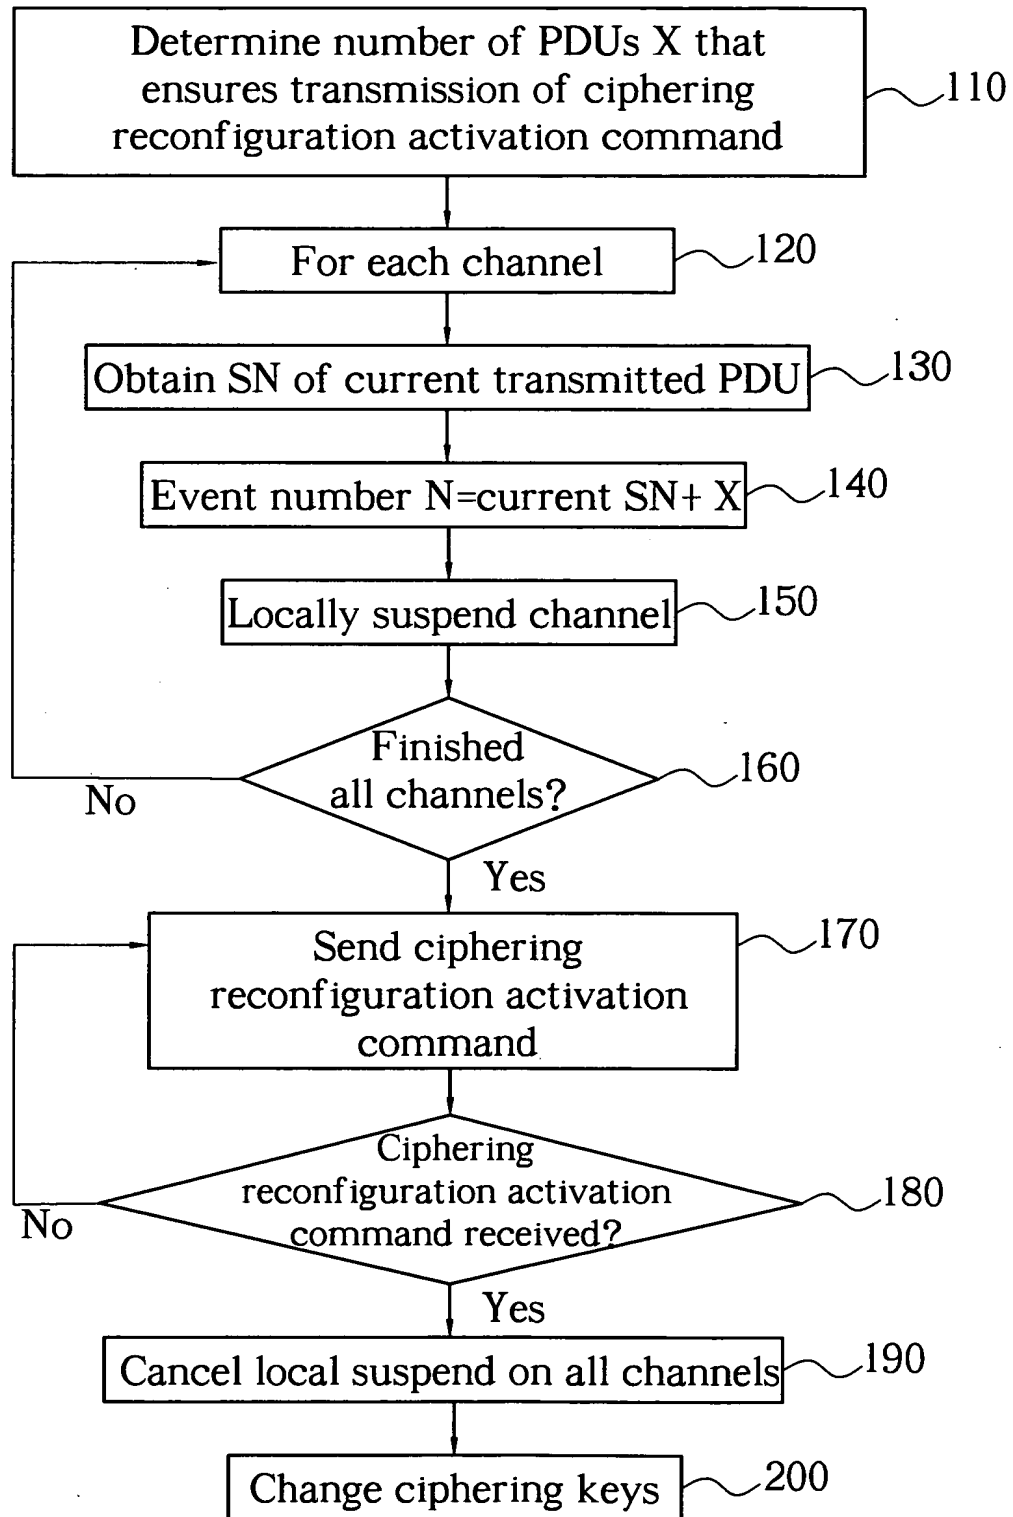 Determine number of PDUs X that
ensures transmission of ciphering
reconfiguration activation command
110
For each channel
120
Obtain SN of current transmitted PDU
130
Event number N=current SN+ X
140
Locally suspend channel
150
Finished
all channels?
160
No
Yes
Send ciphering
reconfiguration activation
command
170
Ciphering
reconfiguration activation
command received?
180
No
Yes
Cancel local suspend on all channels
190
Change ciphering keys
200